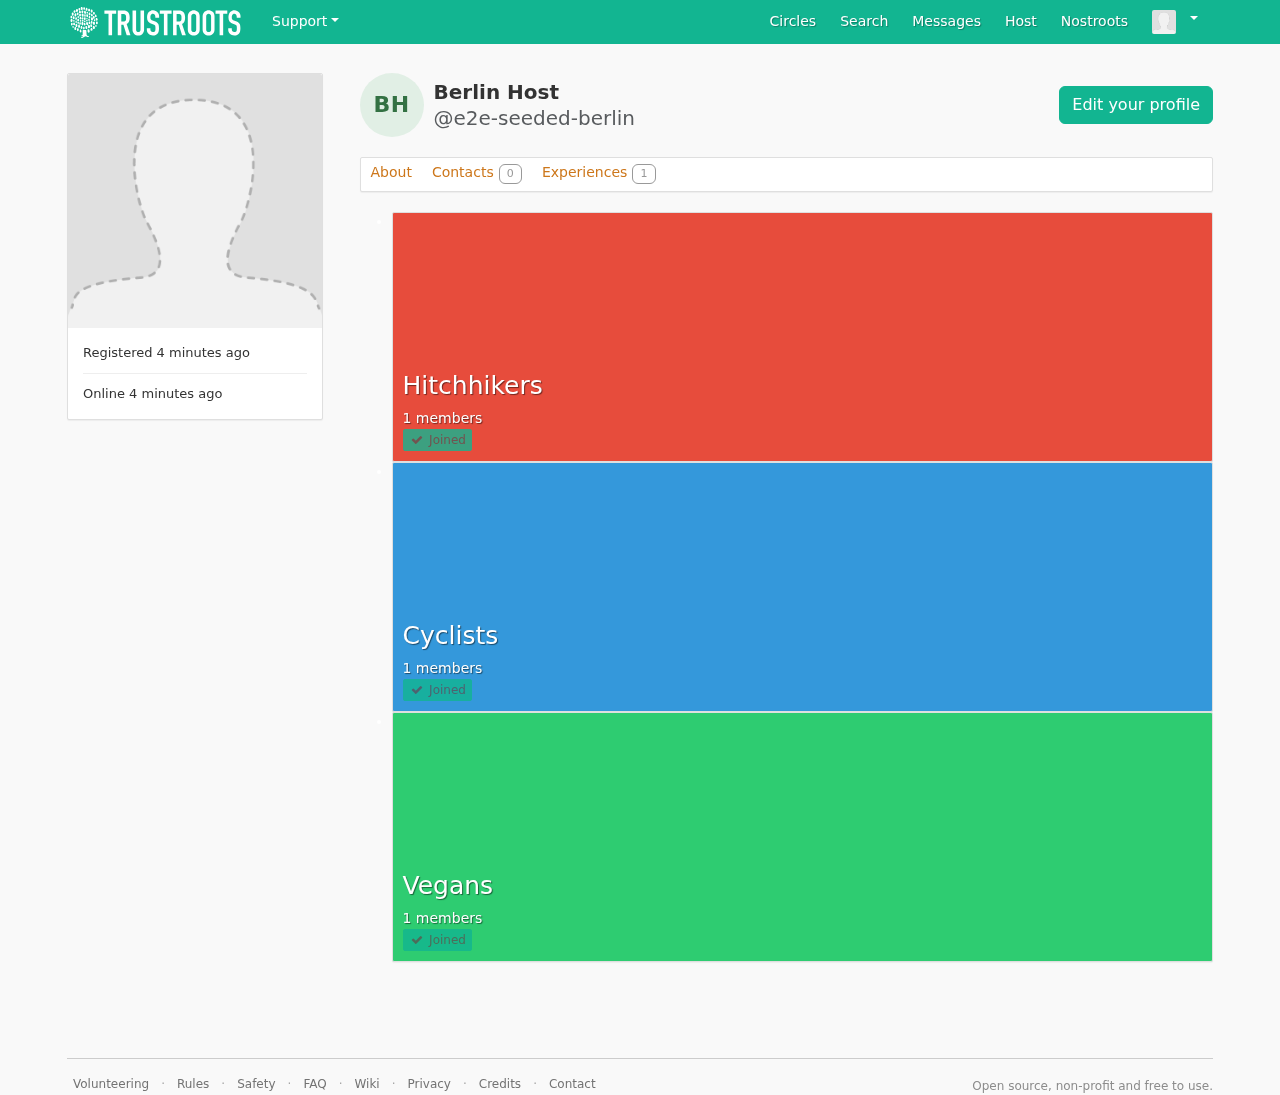 TRUSTROOTS Support Circles Search Messages Host Nostroots
BH Berlin Host
@e2e-seeded-berlin
Edit your profile
About Contacts 0 Experiences 1
Registered 4 minutes ago
Online 4 minutes ago
Hitchhikers
1 members
Joined
Cyclists
1 members
Joined
Vegans
1 members
Joined
Volunteering · Rules · Safety · FAQ · Wiki · Privacy · Credits · Contact
Open source, non-profit and free to use.